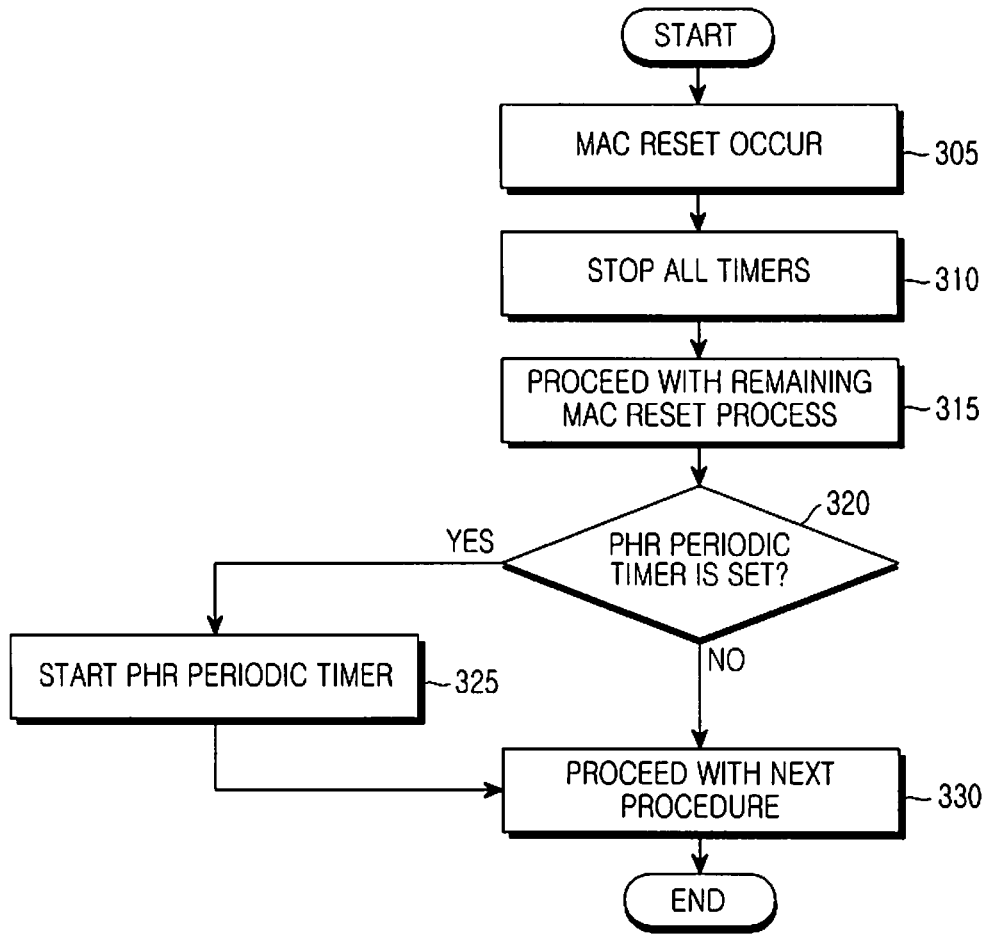 START
MAC RESET OCCUR
305
STOP ALL TIMERS
310
PROCEED WITH REMAINING
MAC RESET PROCESS
315
320
PHR PERIODIC
TIMER IS SET?
YES
NO
START PHR PERIODIC TIMER
325
PROCEED WITH NEXT
PROCEDURE
330
END